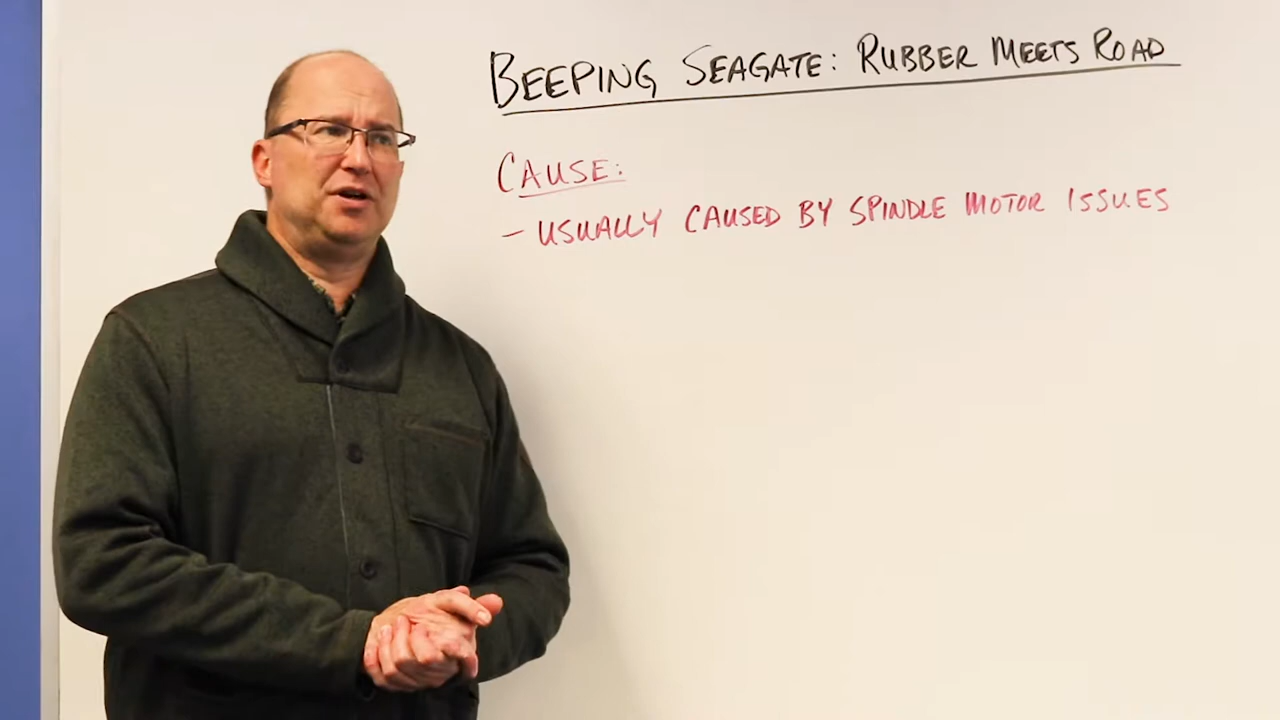 BEEPING SEAGATE: RUBBER MEETS ROAD
CAUSE:
- USUALLY CAUSED BY SPINDLE MOTOR ISSUES